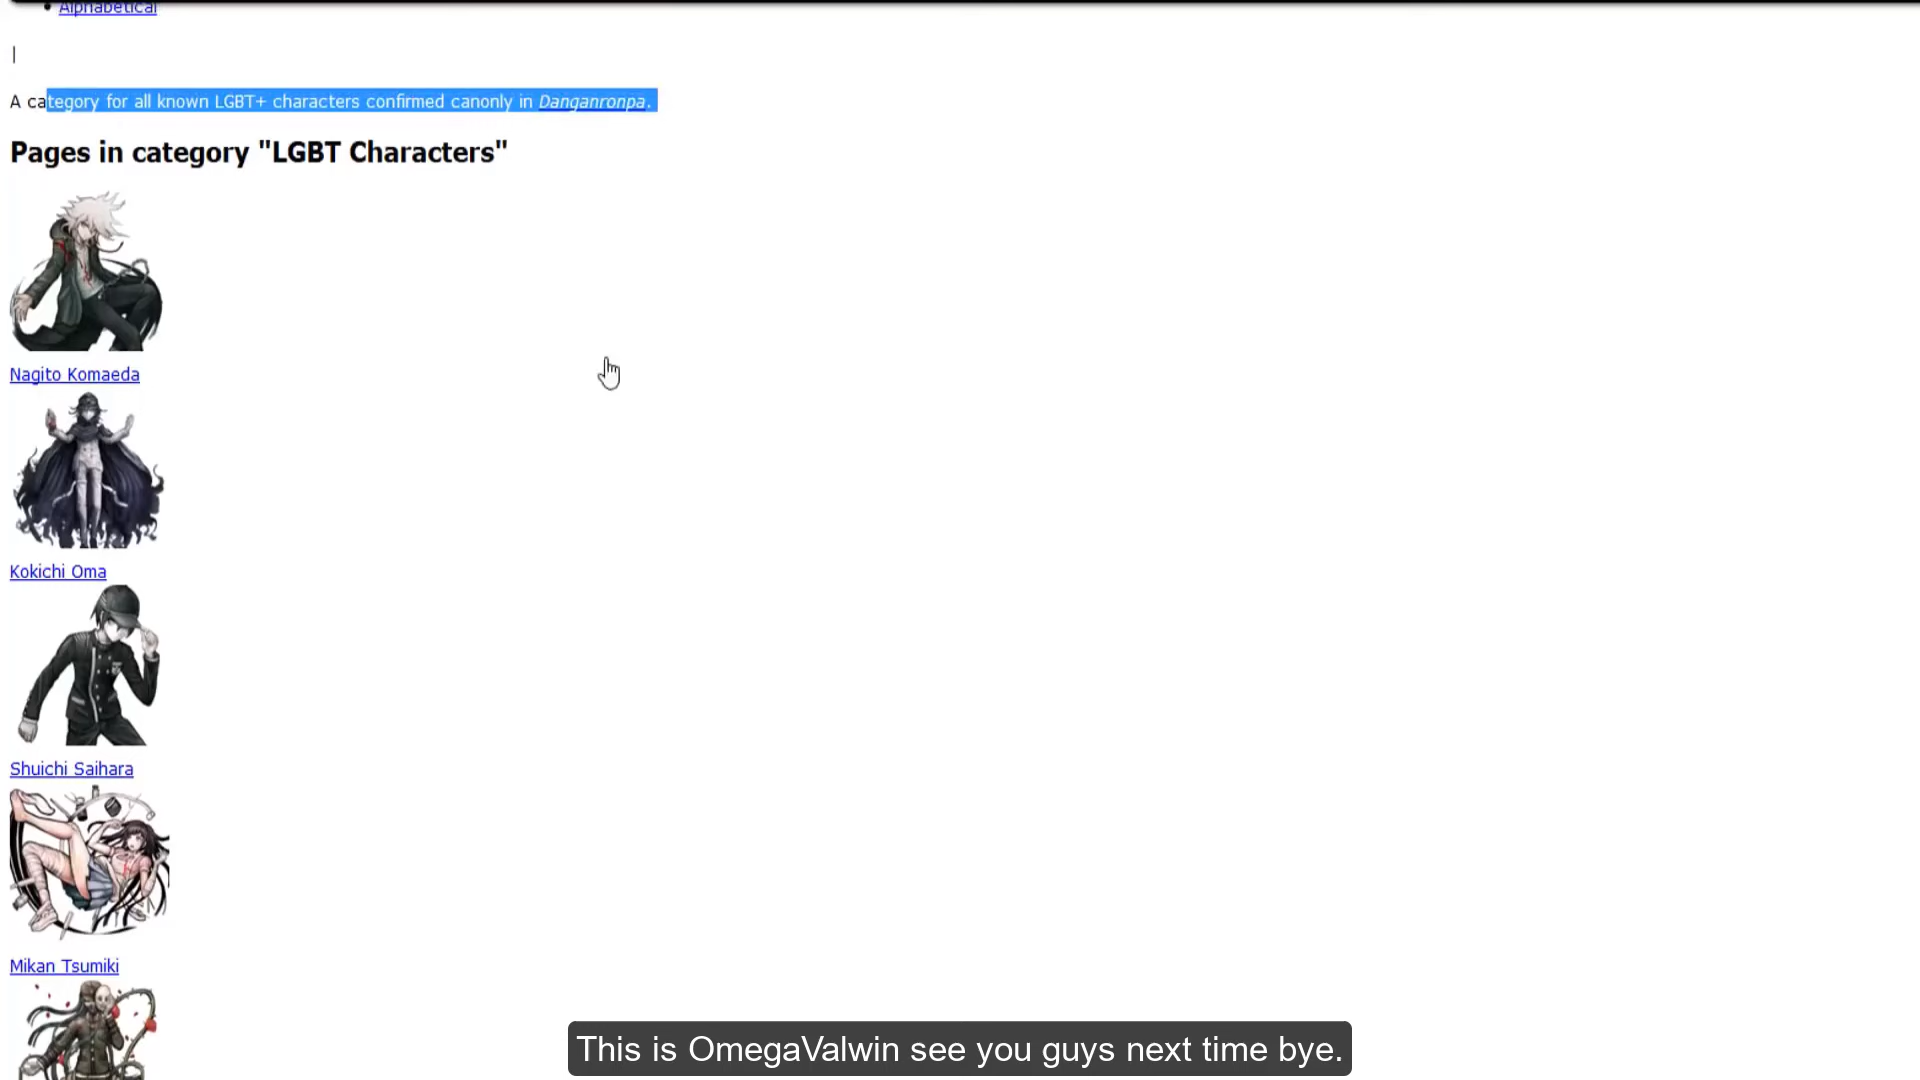 Alphabetical
|
A category for all known LGBT+ characters confirmed canonly in Danganronpa.
Pages in category "LGBT Characters"
Nagito Komaeda
Kokichi Oma
Shuichi Saihara
Mikan Tsumiki
This is OmegaValwin see you guys next time bye.